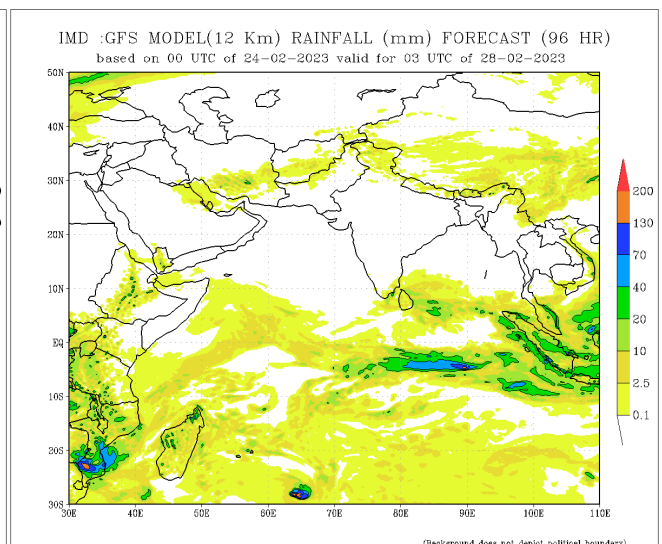 IMD :GFS MODEL(12 Km) RAINFALL (mm) FORECAST (96 HR)
based on 00 UTC of 24-02-2023 valid for 03 UTC of 28-02-2023
50N
40N
30N
20N
10N
EQ
10S
20S
30S
30E 40E 50E 60E 70E 80E 90E 100E 110E
200
130
70
40
20
10
2.5
0.1
(Background does not depict political boundary)